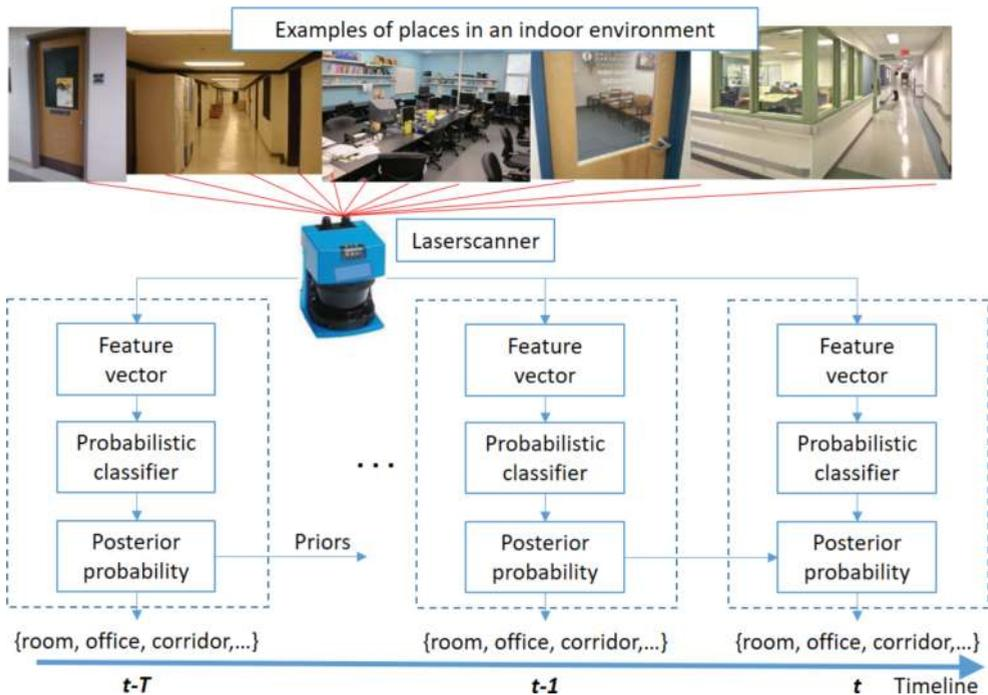 Examples of places in an indoor environment
Laserscanner
Feature
vector
Probabilistic
classifier
Posterior
probability
Priors
{room, office, corridor,...}
t-T
...
Feature
vector
Probabilistic
classifier
Posterior
probability
{room, office, corridor,...}
t-1
Feature
vector
Probabilistic
classifier
Posterior
probability
{room, office, corridor,...}
t
Timeline